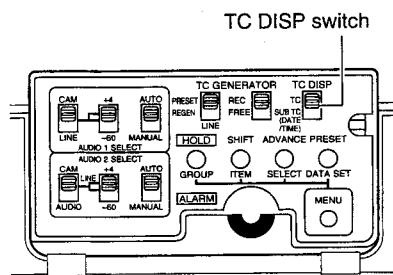 TC DISP switch
TC GENERATOR TC DISP
CAM +4 AUTO
PRESET REC TC
REGEN FREE SUB TC
(DATE
/TIME)
LINE -60 MANUAL LINE
AUDIO 1 SELECT
AUDIO 2 SELECT
HOLD SHIFT ADVANCE PRESET
CAM LINE +4 AUTO
GROUP ITEM SELECT DATA SET
AUDIO -60 MANUAL
ALARM MENU